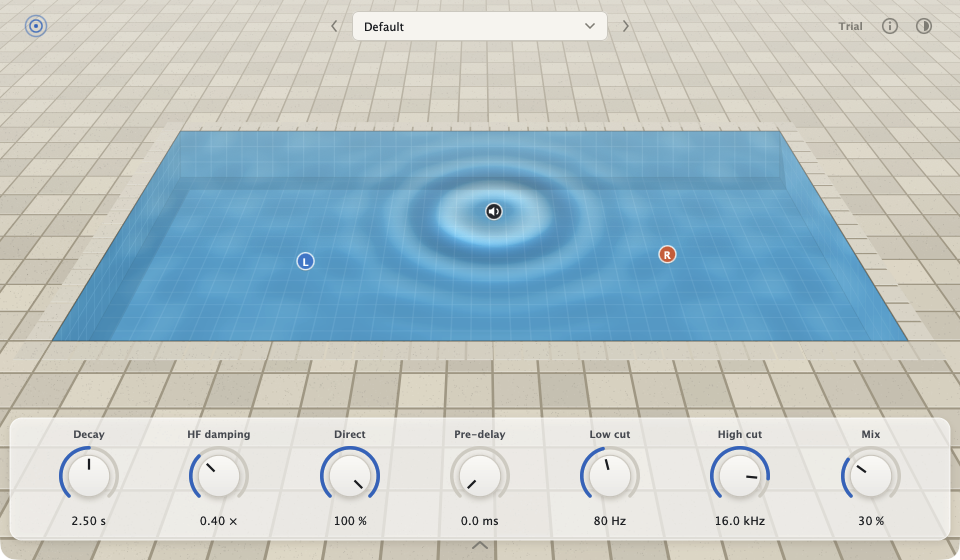 Default
Trial
L
R
Decay
HF damping
Direct
Pre-delay
Low cut
High cut
Mix
2.50 s
0.40 ×
100 %
0.0 ms
80 Hz
16.0 kHz
30 %